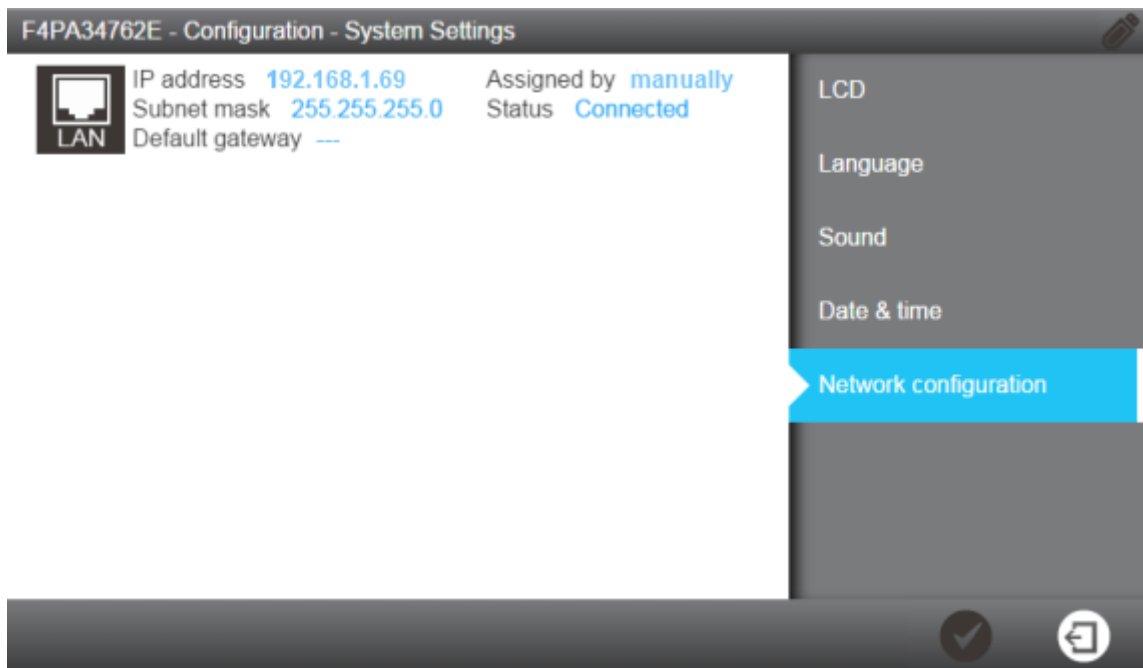 F4PA34762E - Configuration - System Settings
IP address 192.168.1.69 Assigned by manually
Subnet mask 255.255.255.0 Status Connected
Default gateway ---
LAN
LCD
Language
Sound
Date & time
Network configuration